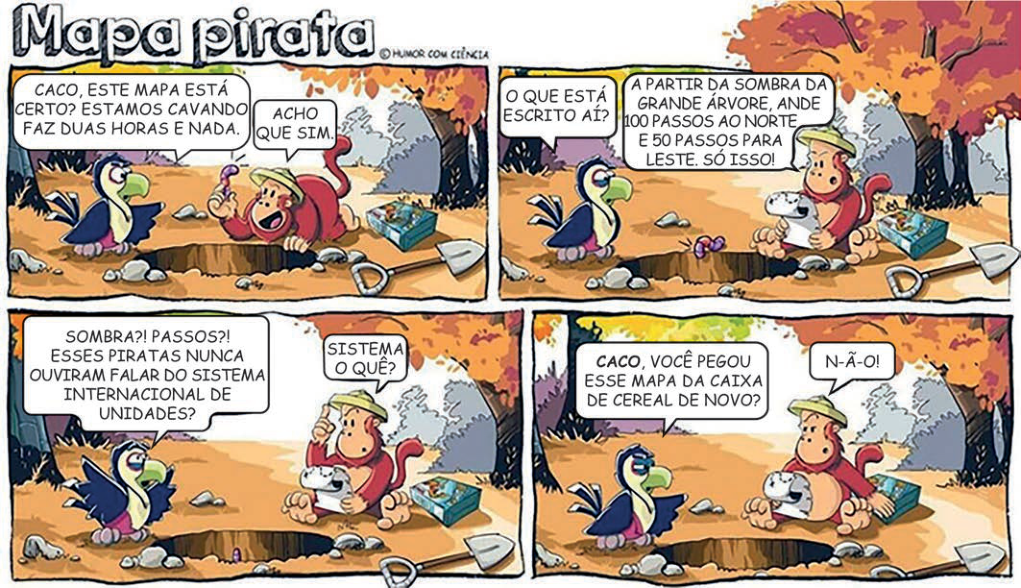 Mapa pirata
© HUMOR COM CIÊNCIA
CACO, ESTE MAPA ESTÁ
CERTO? ESTAMOS CAVANDO
FAZ DUAS HORAS E NADA.
ACHO
QUE SIM.
O QUE ESTÁ
ESCRITO AÍ?
A PARTIR DA SOMBRA DA
GRANDE ÁRVORE, ANDE
100 PASSOS AO NORTE
E 50 PASSOS PARA
LESTE. SÓ ISSO!
SOMBRA?! PASSOS?!
ESSES PIRATAS NUNCA
OUVIRAM FALAR DO SISTEMA
INTERNACIONAL DE
UNIDADES?
SISTEMA
O QUÊ?
CACO, VOCÊ PEGOU
ESSE MAPA DA CAIXA
DE CEREAL DE NOVO?
N-Ã-O!